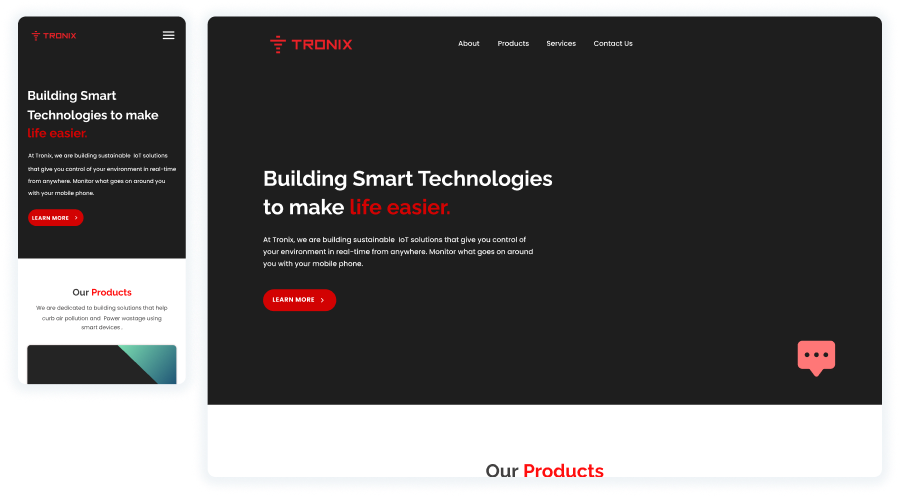 TRONIX
Building Smart
Technologies to make
life easier.
At Tronix, we are building sustainable IoT solutions
that give you control of your environment in real-time
from anywhere. Monitor what goes on around you
with your mobile phone.
LEARN MORE >
Our Products
We are dedicated to building solutions that help
curb air pollution and Power wastage using
smart devices .
TRONIX
About Products Services Contact Us
Building Smart Technologies
to make life easier.
At Tronix, we are building sustainable IoT solutions that give you control of
your environment in real-time from anywhere. Monitor what goes on around
you with your mobile phone.
LEARN MORE >
Our Products